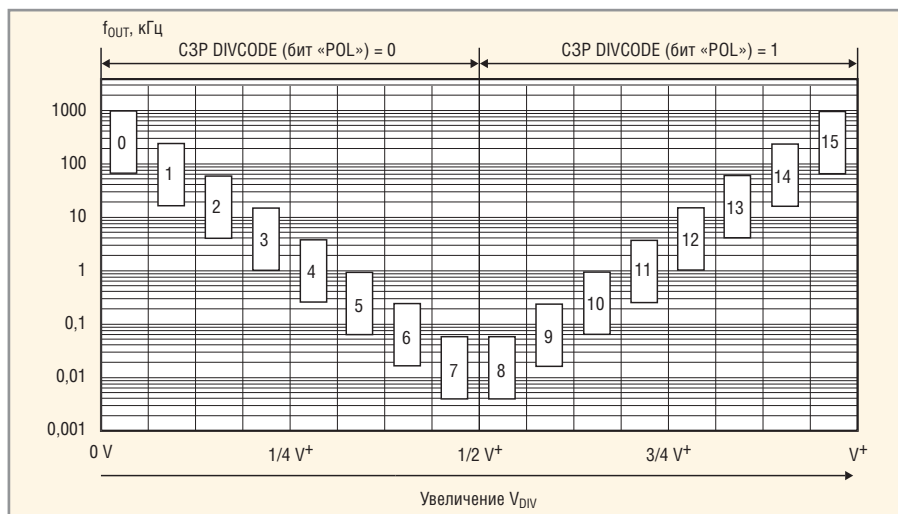 f_OUT, кГц
СЗР DIVCODE (бит «POL») = 0
СЗР DIVCODE (бит «POL») = 1
1000
100
10
1
0,1
0,01
0,001
0
1
2
3
4
5
6
7
8
9
10
11
12
13
14
15
0 V
1/4 V⁺
1/2 V⁺
3/4 V⁺
V⁺
Увеличение V_DIV